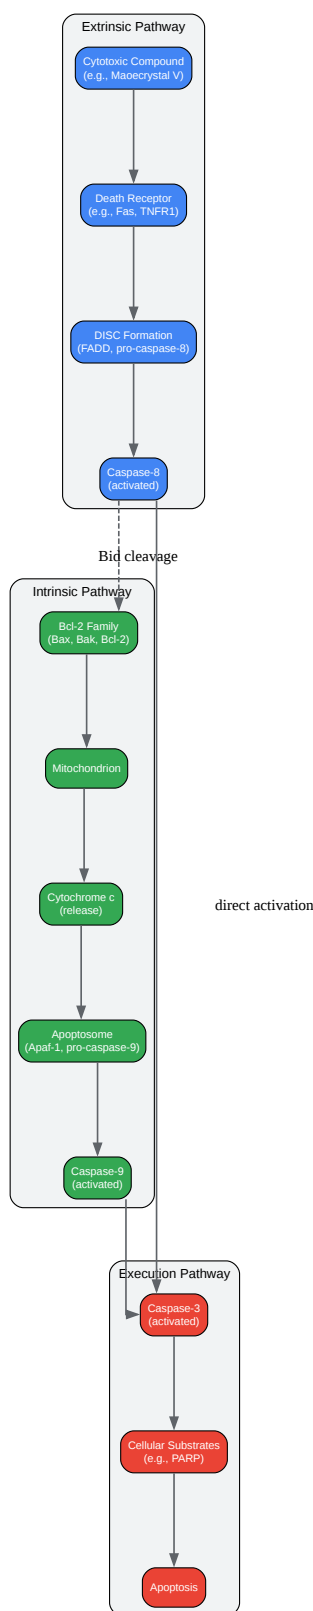 Extrinsic Pathway
Cytotoxic Compound
(e.g., Maoecrystal V)
Death Receptor
(e.g., Fas, TNFR1)
DISC Formation
(FADD, pro-caspase-8)
Caspase-8
(activated)
Bid cleavage
Intrinsic Pathway
Bcl-2 Family
(Bax, Bak, Bcl-2)
Mitochondrion
Cytochrome c
(release)
direct activation
Apoptosome
(Apaf-1, pro-caspase-9)
Caspase-9
(activated)
Execution Pathway
Caspase-3
(activated)
Cellular Substrates
(e.g., PARP)
Apoptosis